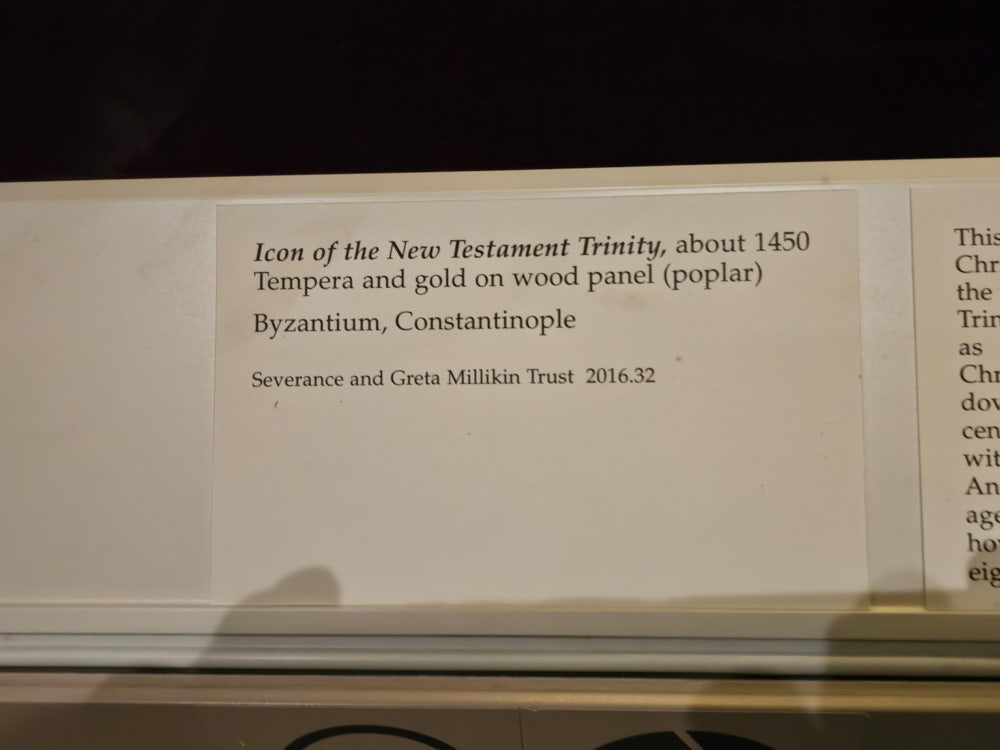 Icon of the New Testament Trinity, about 1450
Tempera and gold on wood panel (poplar)
Byzantium, Constantinople
Severance and Greta Millikin Trust 2016.32
This
the
as